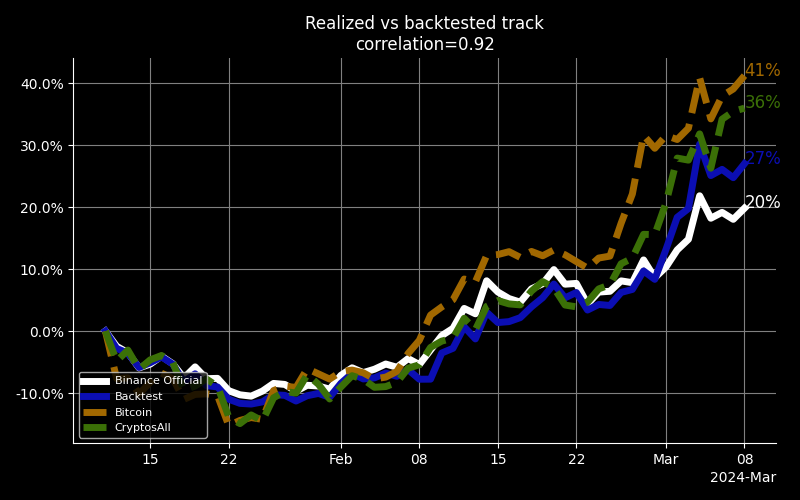 Realized vs backtested track
correlation=0.92
40.0%
30.0%
20.0%
10.0%
0.0%
-10.0%
41%
36%
27%
20%
Binance Official
Backtest
Bitcoin
CryptosAll
15
22
Feb
08
15
22
Mar
08
2024-Mar